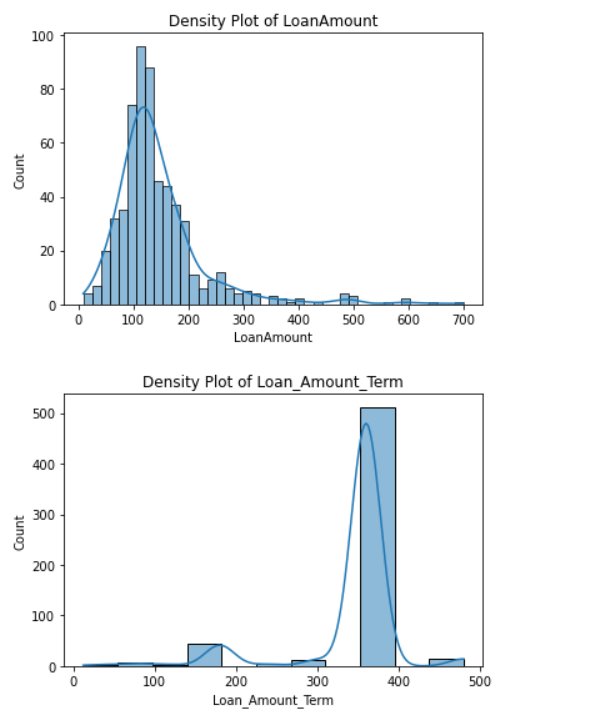 Density Plot of LoanAmount
100
80
60
40
20
0
Count
0 100 200 300 400 500 600 700
LoanAmount
Density Plot of Loan_Amount_Term
500
400
300
200
100
0
Count
0 100 200 300 400 500
Loan_Amount_Term